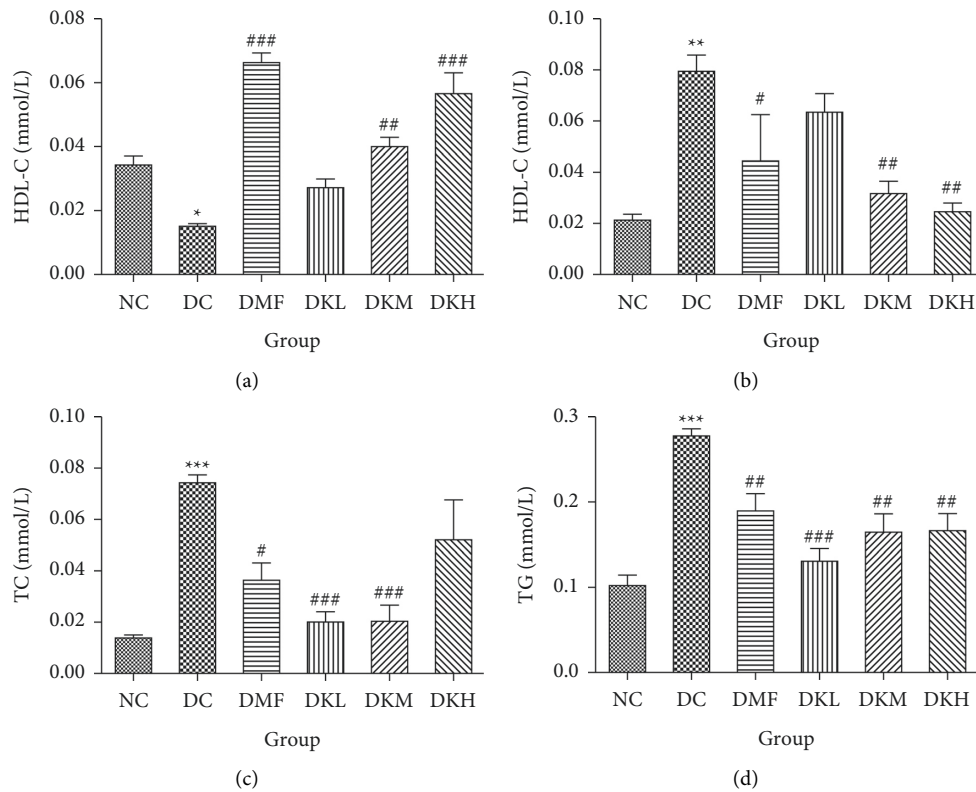 HDL-C (mmol/L)
0.08
0.06
0.04
0.02
0.00
*
###
##
###
NC DC DMF DKL DKM DKH
Group
(a)
HDL-C (mmol/L)
0.10
0.08
0.06
0.04
0.02
0.00
**
#
##
##
NC DC DMF DKL DKM DKH
Group
(b)
TC (mmol/L)
0.10
0.08
0.06
0.04
0.02
0.00
***
#
###
###
NC DC DMF DKL DKM DKH
Group
(c)
TG (mmol/L)
0.3
0.2
0.1
0.0
***
##
###
##
##
NC DC DMF DKL DKM DKH
Group
(d)